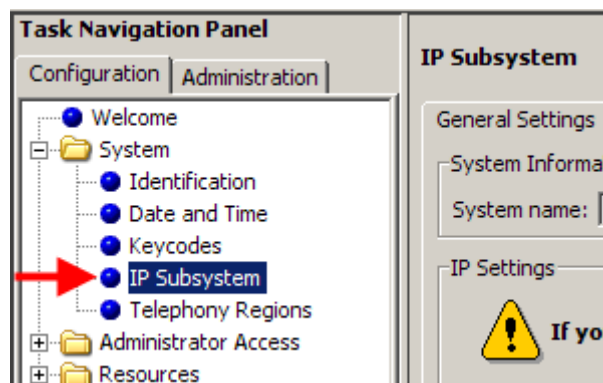 Task Navigation Panel
Configuration
Administration
Welcome
System
Identification
Date and Time
Keycodes
IP Subsystem
Telephony Regions
Administrator Access
Resources
IP Subsystem
General Settings
System Informa
System name:
IP Settings
If yo